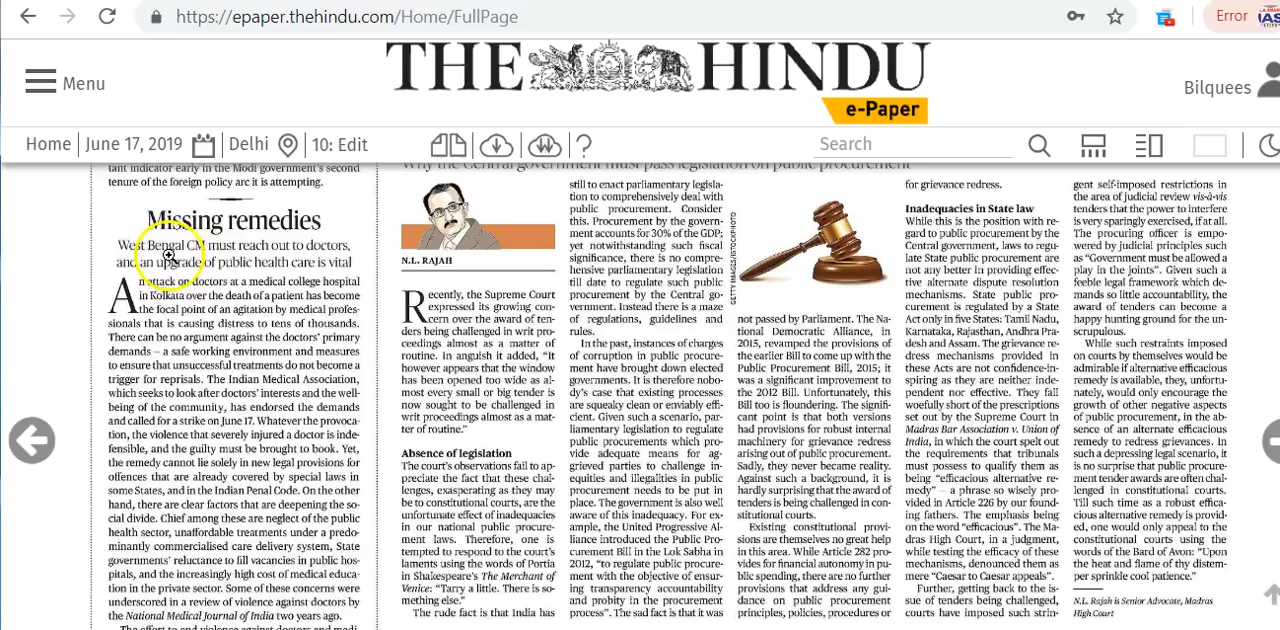 https://epaper.thehindu.com/Home/FullPage
Error
Menu
THE HINDU
e-Paper
Bilquees
Home
June 17, 2019
Delhi
10: Edit
?
Search
tant indicator early in the Modi government's second
tenure of the foreign policy arc it is attempting.
Missing remedies
West Bengal CM must reach out to doctors,
and an upgrade of public health care is vital
An attack on doctors at a medical college hospital
in Kolkata over the death of a patient has become
the focal point of an agitation by medical profes-
sionals that is causing distress to tens of thousands.
There can be no argument against the doctors' primary
demands – a safe working environment and measures
to ensure that unsuccessful treatments do not become a
trigger for reprisals. The Indian Medical Association,
which seeks to look after doctors' interests and the well-
being of the community, has endorsed the demands
and called for a strike on June 17. Whatever the provoca-
tion, the violence that severely injured a doctor is inde-
fensible, and the guilty must be brought to book. Yet,
the remedy cannot lie solely in new legal provisions for
offences that are already covered by special laws in
some States, and in the Indian Penal Code. On the other
hand, there are clear factors that are deepening the so-
cial divide. Chief among these are neglect of the public
health sector, unaffordable treatments under a predo-
minantly commercialised care delivery system, State
governments' reluctance to fill vacancies in public hos-
pitals, and the increasingly high cost of medical educa-
tion in the private sector. Some of these concerns were
underscored in a review of violence against doctors by
the National Medical Journal of India two years ago.
The effort to end violence against doctors and medi-
Why the Central government must pass legislation on public procurement
N.L. RAJAH
Recently, the Supreme Court
expressed its growing con-
cern over the award of ten-
ders being challenged in writ pro-
ceedings almost as a matter of
routine. In anguish it added, "It
however appears that the window
has been opened too wide as al-
most every small or big tender is
now sought to be challenged in
writ proceedings almost as a mat-
ter of routine."
Absence of legislation
The court's observations fail to ap-
preciate the fact that these chal-
lenges, exasperating as they may
be to constitutional courts, are the
unfortunate effect of inadequacies
in our national public procure-
ment laws. Therefore, one is
tempted to respond to the court's
laments using the words of Portia
in Shakespeare's The Merchant of
Venice: "Tarry a little. There is so-
mething else."
The rude fact is that India has
still to enact parliamentary legisla-
tion to comprehensively deal with
public procurement. Consider
this. Procurement by the govern-
ment accounts for 30% of the GDP;
yet notwithstanding such fiscal
significance, there is no compre-
hensive parliamentary legislation
till date to regulate such public
procurement by the Central go-
vernment. Instead there is a maze
of regulations, guidelines and
rules.
In the past, instances of charges
of corruption in public procure-
ment have brought down elected
governments. It is therefore nobo-
dy's case that existing processes
are squeaky clean or enviably effi-
cient. Given such a scenario, par-
liamentary legislation to regulate
public procurements which pro-
vide adequate means for ag-
grieved parties to challenge in-
equities and illegalities in public
procurement needs to be put in
place. The government is also well
aware of this inadequacy. For ex-
ample, the United Progressive Al-
liance introduced the Public Pro-
curement Bill in the Lok Sabha in
2012, "to regulate public procure-
ment with the objective of ensur-
ing transparency accountability
and probity in the procurement
process". The sad fact is that it was
GETTY IMAGES/ISTOCKPHOTO
not passed by Parliament. The Na-
tional Democratic Alliance, in
2015, revamped the provisions of
the earlier Bill to come up with the
Public Procurement Bill, 2015; it
was a significant improvement to
the 2012 Bill. Unfortunately, this
Bill too is floundering. The signifi-
cant point is that both versions
had provisions for robust internal
machinery for grievance redress
arising out of public procurement.
Sadly, they never became reality.
Against such a background, it is
hardly surprising that the award of
tenders is being challenged in con-
stitutional courts.
Existing constitutional provi-
sions are themselves no great help
in this area. While Article 282 pro-
vides for financial autonomy in pu-
blic spending, there are no further
provisions that address any gui-
dance on public procurement
principles, policies, procedures or
for grievance redress.
Inadequacies in State law
While this is the position with re-
gard to public procurement by the
Central government, laws to regu-
late State public procurement are
not any better in providing effec-
tive alternate dispute resolution
mechanisms. State public pro-
curement is regulated by a State
Act only in five States: Tamil Nadu,
Karnataka, Rajasthan, Andhra Pra-
desh and Assam. The grievance re-
dress mechanisms provided in
these Acts are not confidence-in-
spiring as they are neither inde-
pendent nor effective. They fall
woefully short of the prescriptions
set out by the Supreme Court in
Madras Bar Association v. Union of
India, in which the court spelt out
the requirements that tribunals
must possess to qualify them as
being "efficacious alternative re-
medy" – a phrase so wisely pro-
vided in Article 226 by our found-
ing fathers. The emphasis being
on the word "efficacious". The Ma-
dras High Court, in a judgment,
while testing the efficacy of these
mechanisms, denounced them as
mere "Caesar to Caesar appeals".
Further, getting back to the is-
sue of tenders being challenged,
courts have imposed such strin-
gent self-imposed restrictions in
the area of judicial review vis-à-vis
tenders that the power to interfere
is very sparingly exercised, if at all.
The procuring officer is empo-
wered by judicial principles such
as "Government must be allowed a
play in the joints". Given such a
feeble legal framework which de-
mands so little accountability, the
award of tenders can become a
happy hunting ground for the un-
scrupulous.
While such restraints imposed
on courts by themselves would be
admirable if alternative efficacious
remedy is available, they, unfortu-
nately, would only encourage the
growth of other negative aspects
of public procurement, in the ab-
sence of an alternate efficacious
remedy to redress grievances. In
such a depressing legal scenario, it
is no surprise that public procure-
ment tender awards are often chal-
lenged in constitutional courts.
Till such time as a robust effi-
cacious alternate remedy is provid-
ed, one would only appeal to the
constitutional courts using the
words of the Bard of Avon: "Upon
the heat and flame of thy distem-
per sprinkle cool patience."
N.L. Rajah is Senior Advocate, Madras
High Court